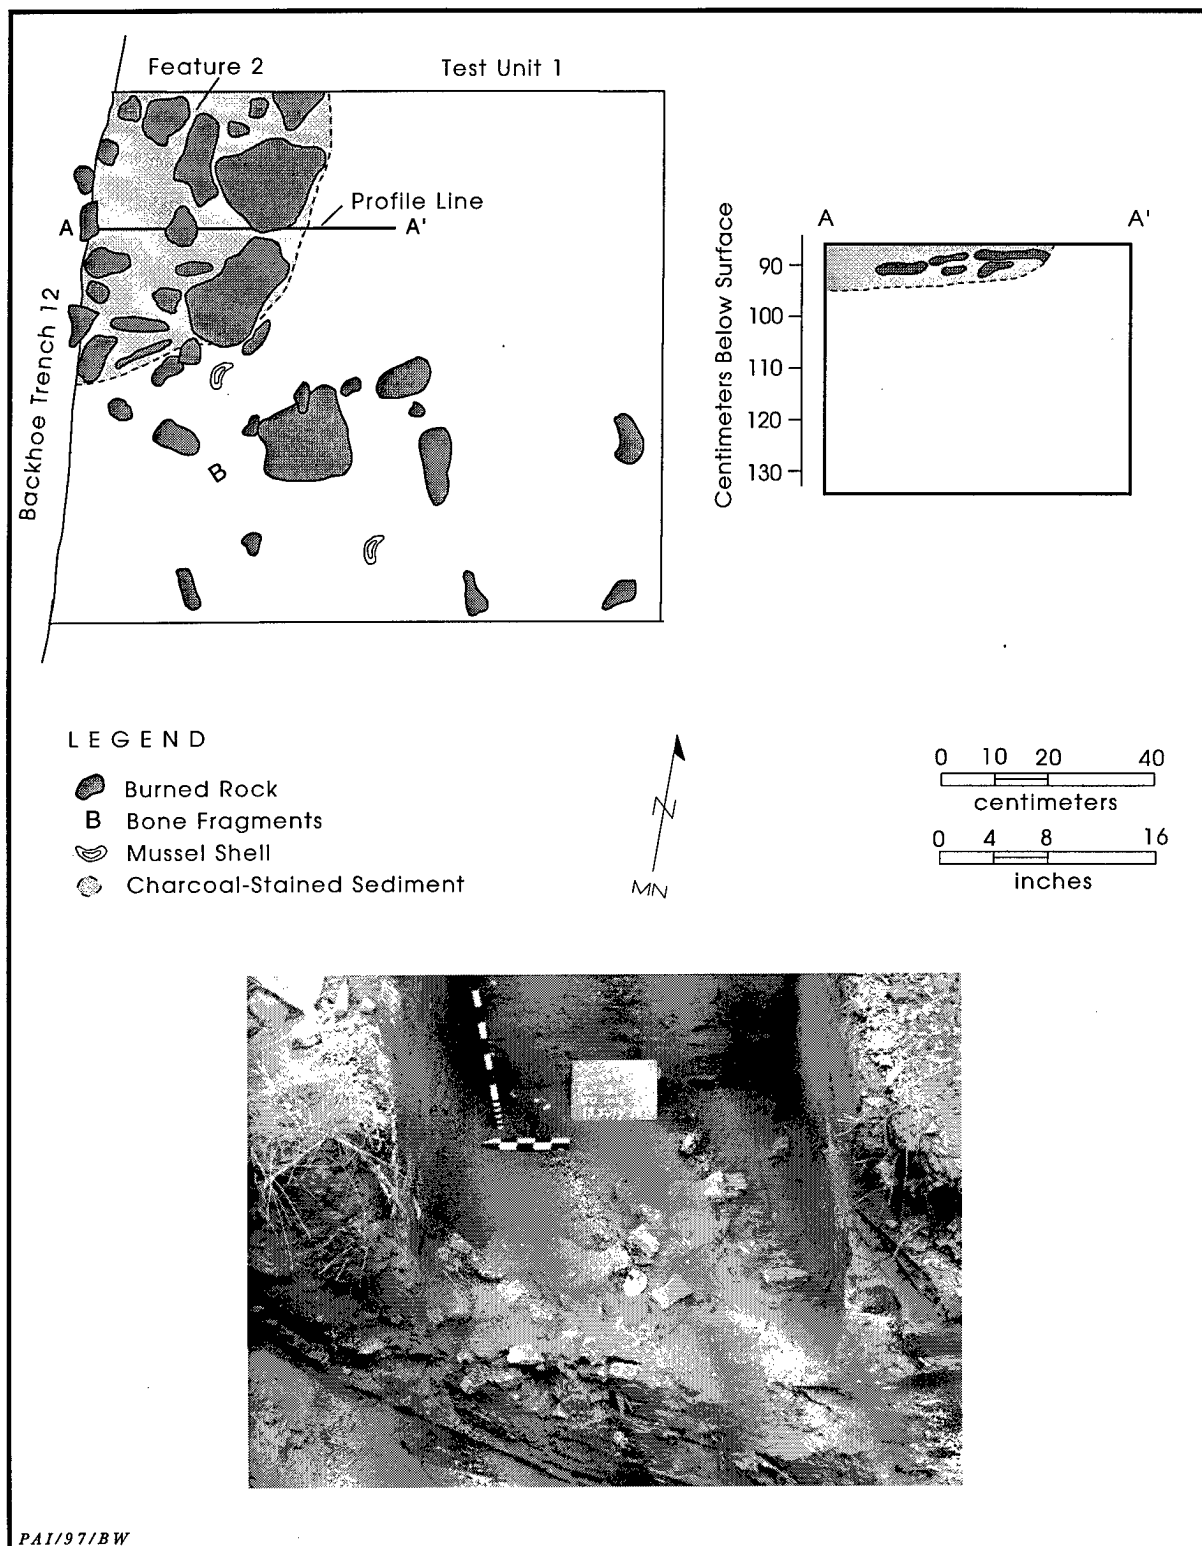 Feature 2
Test Unit 1
Profile Line
A
A'
Backhoe Trench 12
B
A
A'
Centimeters Below Surface
90
100
110
120
130
LEGEND
Burned Rock
B Bone Fragments
Mussel Shell
Charcoal-Stained Sediment
N
MN
0 10 20 40
centimeters
0 4 8 16
inches
PAI/97/BW